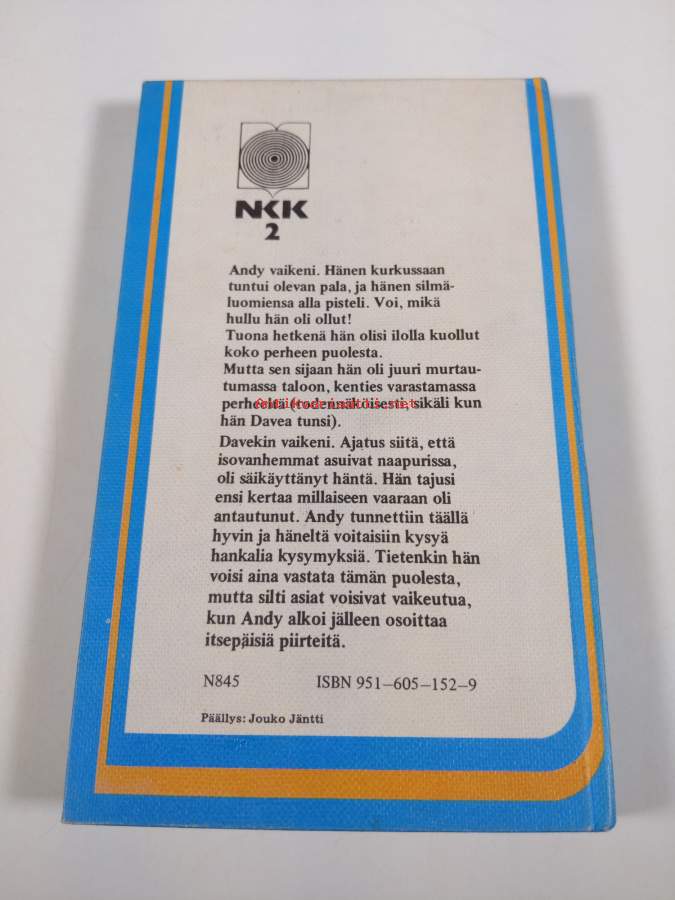 NKK
2
Andy vaikeni. Hänen kurkussaan
tuntui olevan pala, ja hänen silmä-
luomiensa alla pisteli. Voi, mikä
hullu hän oli ollut!
Tuona hetkenä hän olisi ilolla kuollut
koko perheen puolesta.
Mutta sen sijaan hän oli juuri murtau-
tumassa taloon, kenties varastamassa
perheeltä (todennäköisesti, sikäli kun
hän Davea tunsi).
Davekin vaikeni. Ajatus siitä, että
isovanhemmat asuivat naapurissa,
oli säikäyttänyt häntä. Hän tajusi
ensi kertaa millaiseen vaaraan oli
antautunut. Andy tunnettiin täällä
hyvin ja häneltä voitaisiin kysyä
hankalia kysymyksiä. Tietenkin hän
voisi aina vastata tämän puolesta,
mutta silti asiat voisivat vaikeutua,
kun Andy alkoi jälleen osoittaa
itsepäisiä piirteitä.
N845 ISBN 951–605–152–9
Päällys: Jouko Jäntti